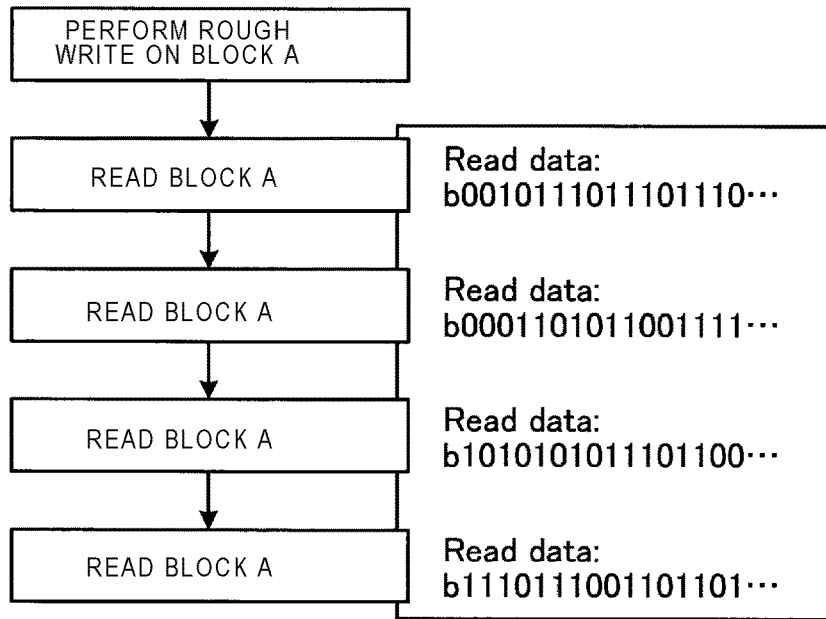 PERFORM ROUGH
WRITE ON BLOCK A
READ BLOCK A
Read data:
b0010111011101110…
READ BLOCK A
Read data:
b0001101011001111…
READ BLOCK A
Read data:
b1010101011101100…
READ BLOCK A
Read data:
b1110111001101101…